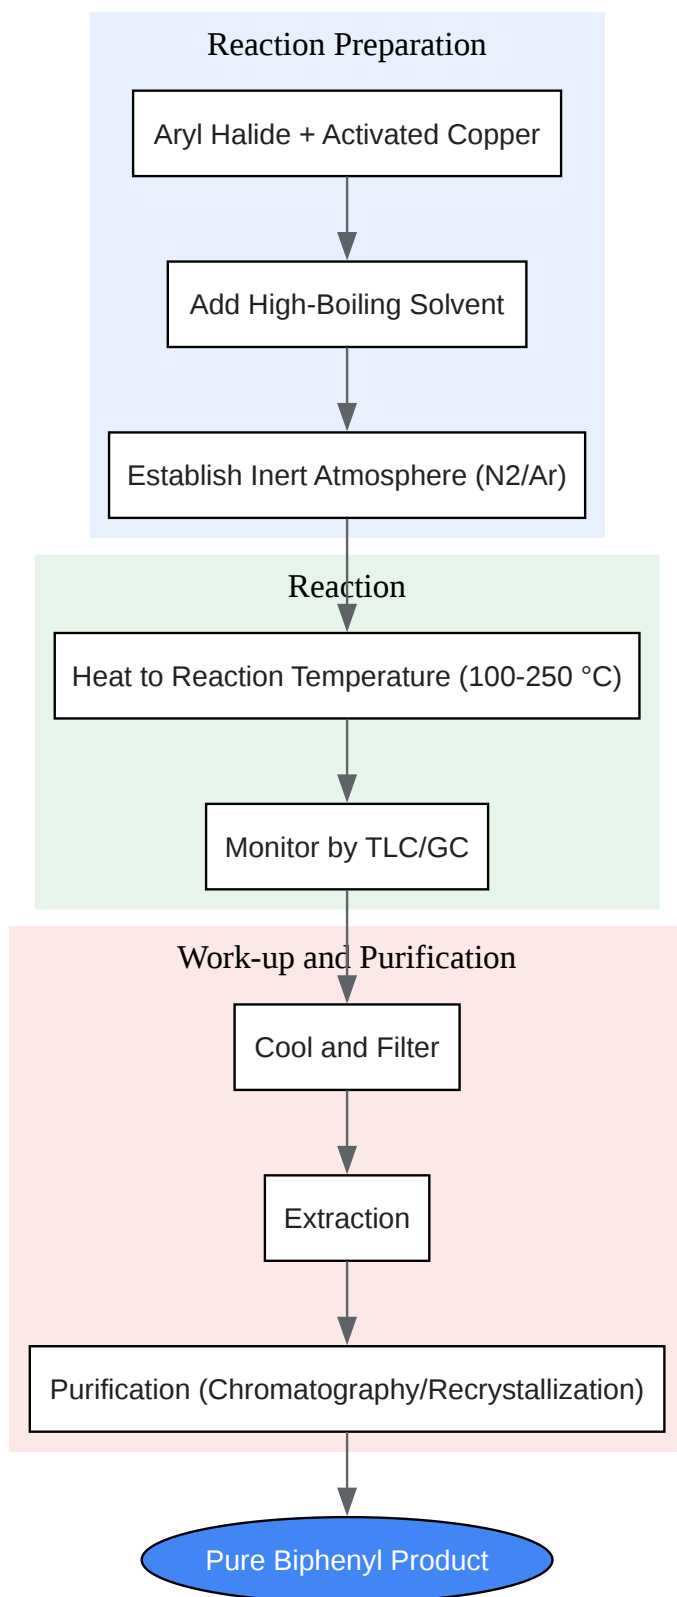 Reaction Preparation
Aryl Halide + Activated Copper
Add High-Boiling Solvent
Establish Inert Atmosphere (N2/Ar)
Reaction
Heat to Reaction Temperature (100-250 °C)
Monitor by TLC/GC
Work-up and Purification
Cool and Filter
Extraction
Purification (Chromatography/Recrystallization)
Pure Biphenyl Product